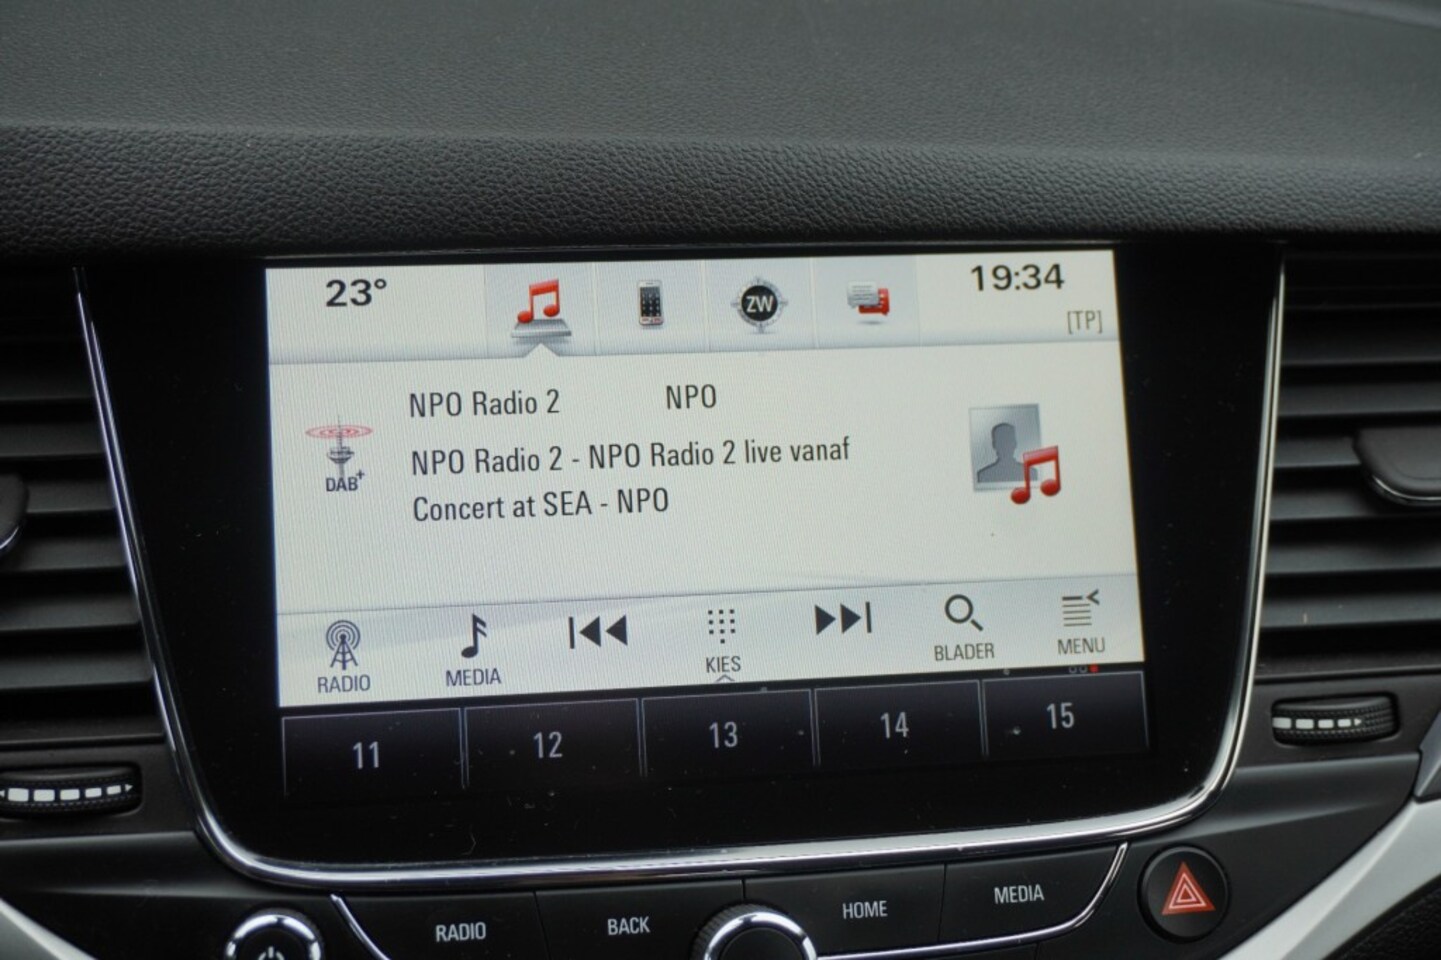 23°
ZW
19:34
[TP]
NPO Radio 2 NPO
DAB+
NPO Radio 2 - NPO Radio 2 live vanaf
Concert at SEA - NPO
RADIO
MEDIA
KIES
BLADER
MENU
11
12
13
14
15
RADIO
BACK
HOME
MEDIA